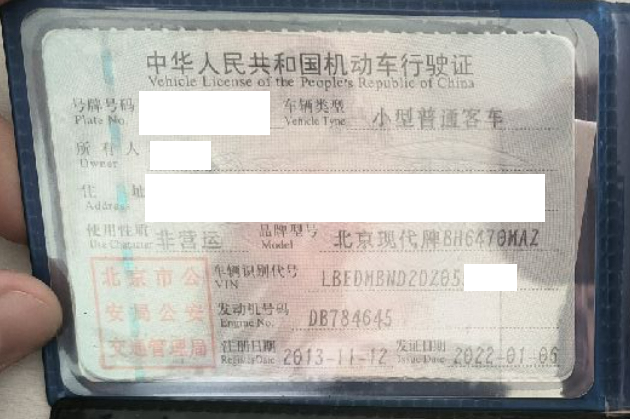 中华人民共和国机动车行驶证
Vehicle License of the People's Republic of China
号牌号码 车辆类型 小型普通客车
Plate No. Vehicle Type
所有人
Owner
住址
Address
使用性质 非营运 品牌型号 北京现代牌BH6470MAZ
Use Character Model
北京市公 车辆识别代号 LBEDMBND2DZ05
VIN
安局公安 发动机号码 DB784645
Engine No.
交通管理局 注册日期 2013-11-12 发证日期 2022-01-06
Register Date Issue Date